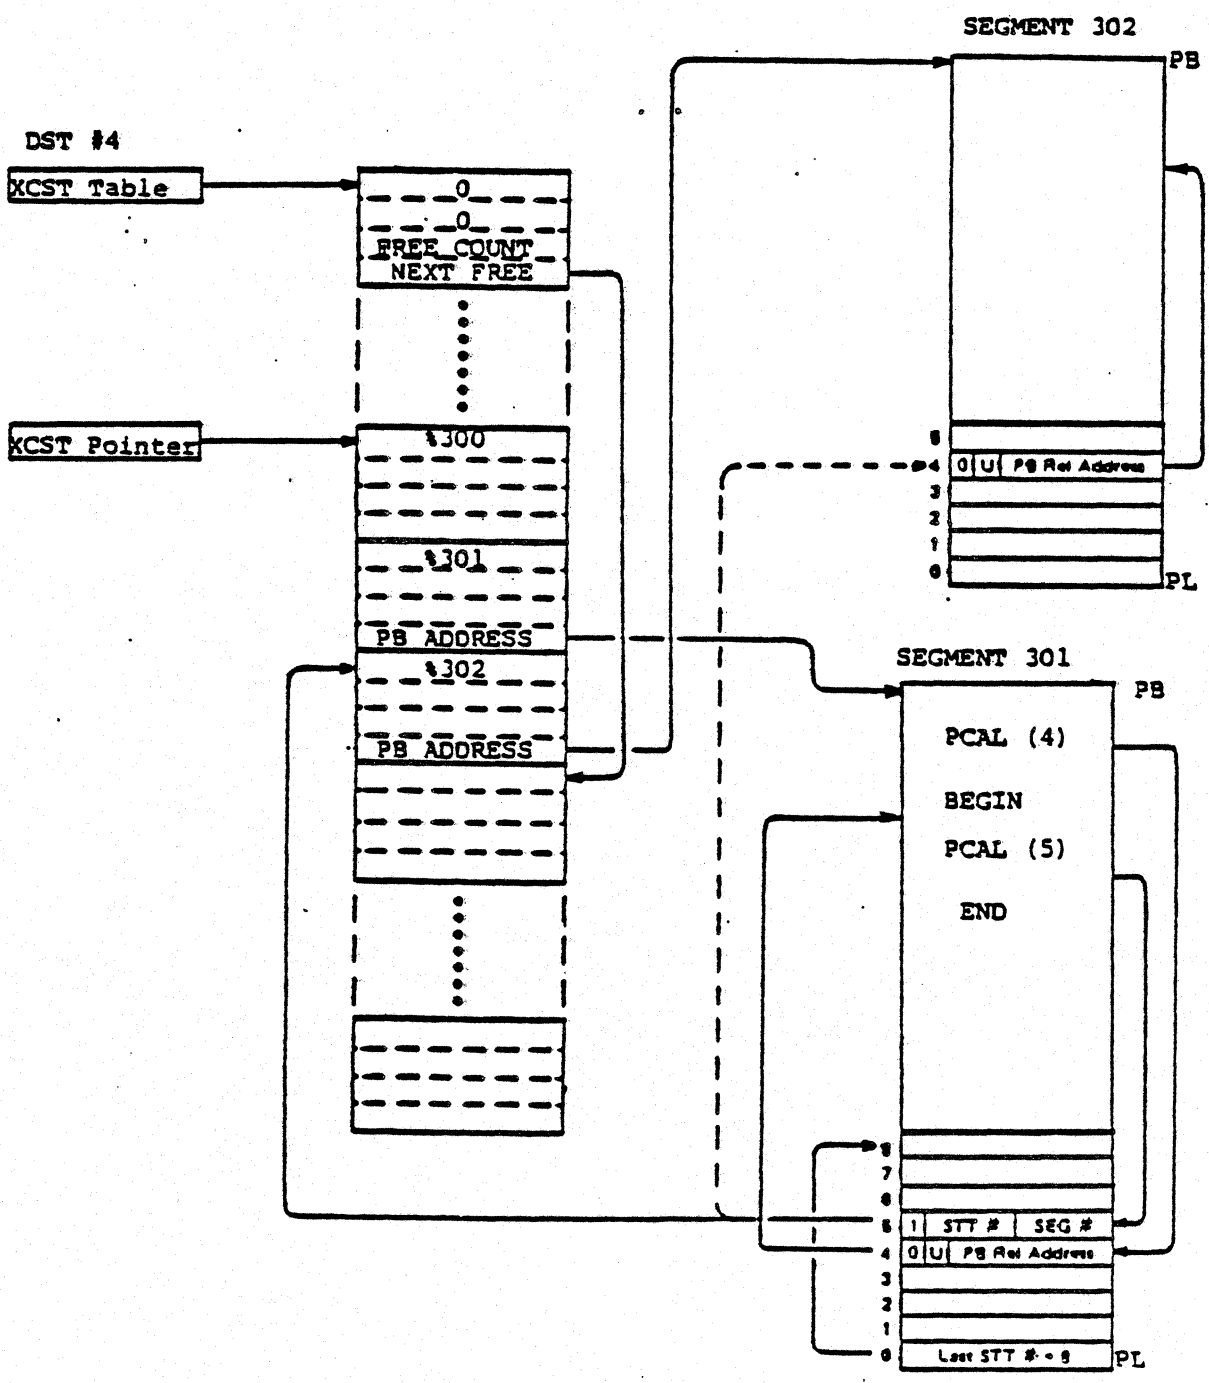 SEGMENT 302
PB
DST #4
XCST Table
0
0
FREE COUNT
NEXT FREE
XCST Pointer
%300
5
4 0 U PB Rel Address
3
2
1
0
PL
%301
PB ADDRESS
%302
PB ADDRESS
SEGMENT 301
PB
PCAL (4)
BEGIN
PCAL (5)
END
8
7
6
5 1 STT # SEG #
4 0 U PB Rel Address
3
2
1
0 Last STT # = 8
PL